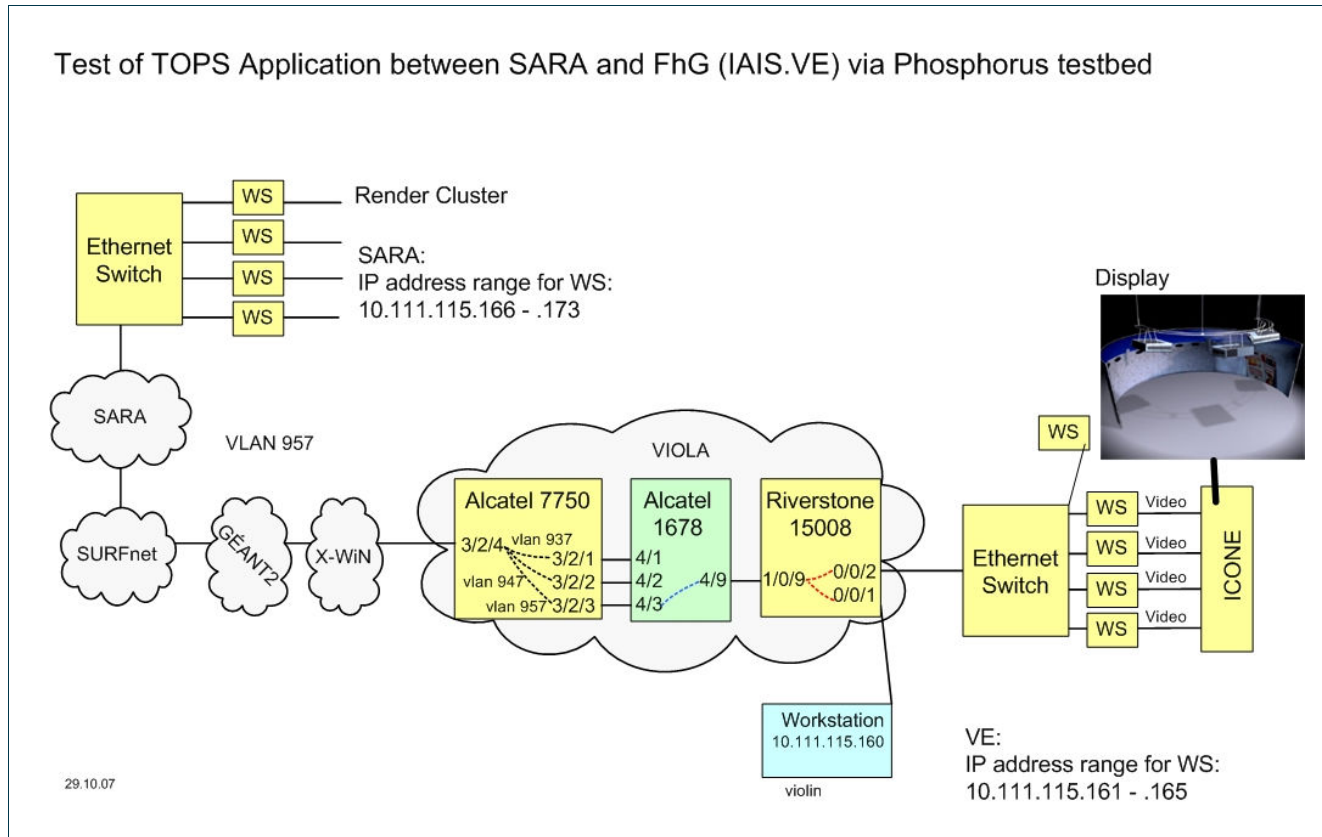 Test of TOPS Application between SARA and FhG (IAIS.VE) via Phosphorus testbed
Ethernet
Switch
WS
WS
WS
WS
Render Cluster
SARA:
IP address range for WS:
10.111.115.166 - .173
Display
SARA
VLAN 957
SURFnet
GÉANT2
X-WiN
VIOLA
Alcatel 7750
3/2/4
vlan 937
3/2/1
vlan 947
3/2/2
vlan 957
3/2/3
Alcatel
1678
4/1
4/2
4/9
4/3
Riverstone
15008
1/0/9
0/0/2
0/0/1
WS
Ethernet
Switch
WS
Video
WS
Video
WS
Video
WS
Video
ICONE
Workstation
10.111.115.160
violin
VE:
IP address range for WS:
10.111.115.161 - .165
29.10.07